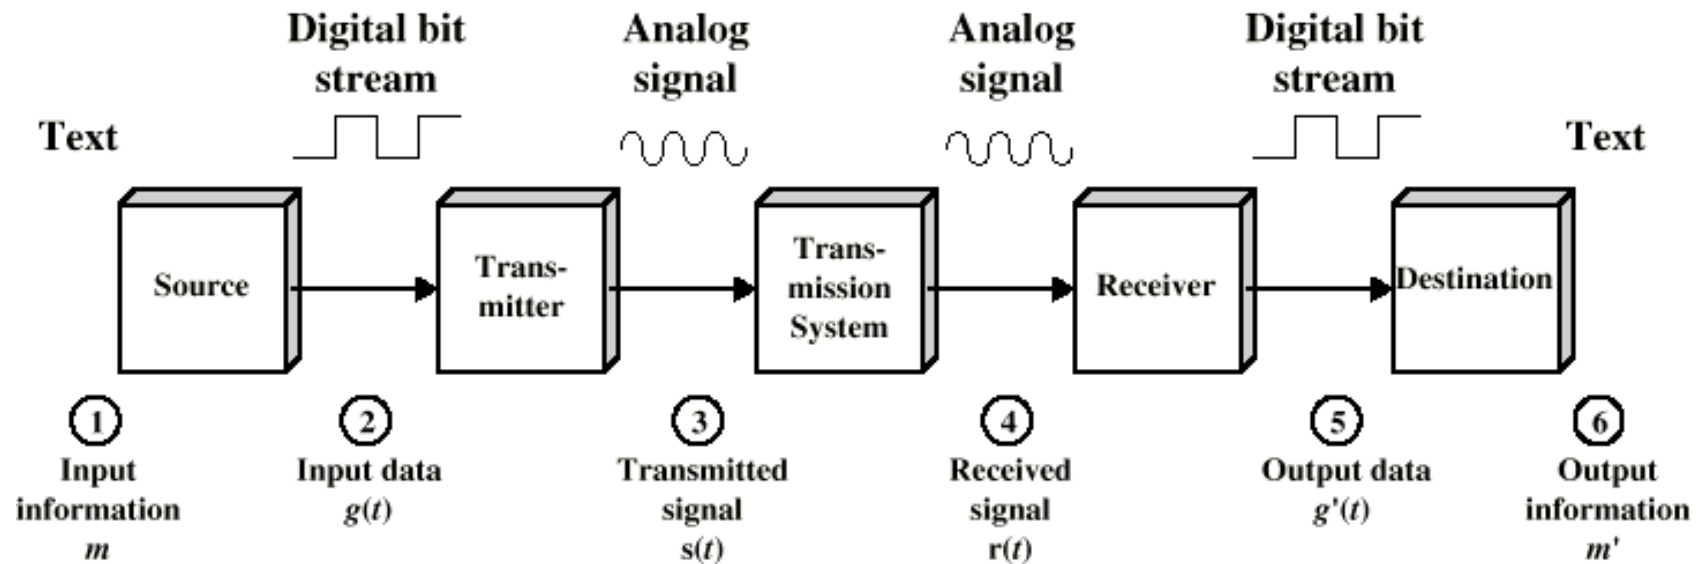 Digital bit
stream
Analog
signal
Analog
signal
Digital bit
stream
Text
Text
Source
Trans-
mitter
Trans-
mission
System
Receiver
Destination
1
Input
information
m
2
Input data
g(t)
3
Transmitted
signal
s(t)
4
Received
signal
r(t)
5
Output data
g'(t)
6
Output
information
m'